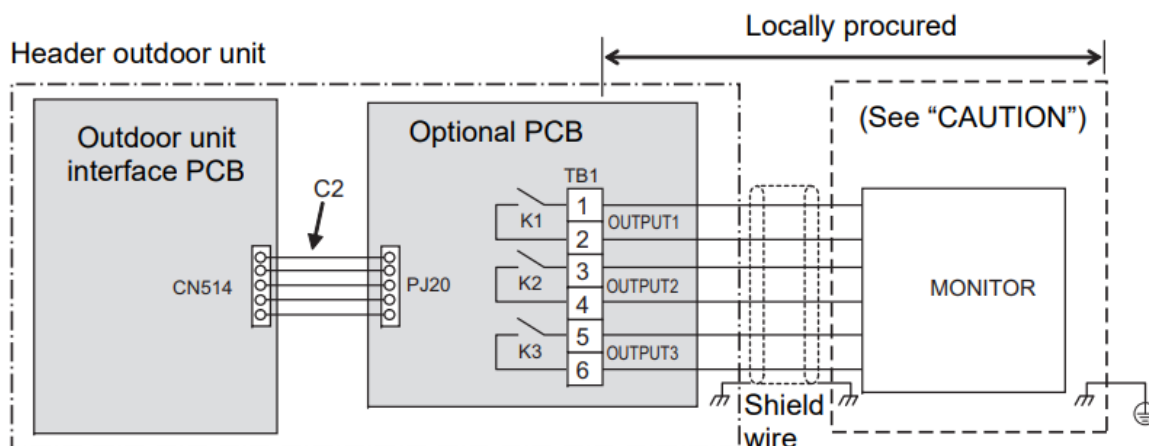 Locally procured
Header outdoor unit
Outdoor unit
interface PCB
Optional PCB
(See “CAUTION”)
C2
TB1
CN514
PJ20
K1
1
2
OUTPUT1
K2
3
4
OUTPUT2
K3
5
6
OUTPUT3
MONITOR
Shield
wire